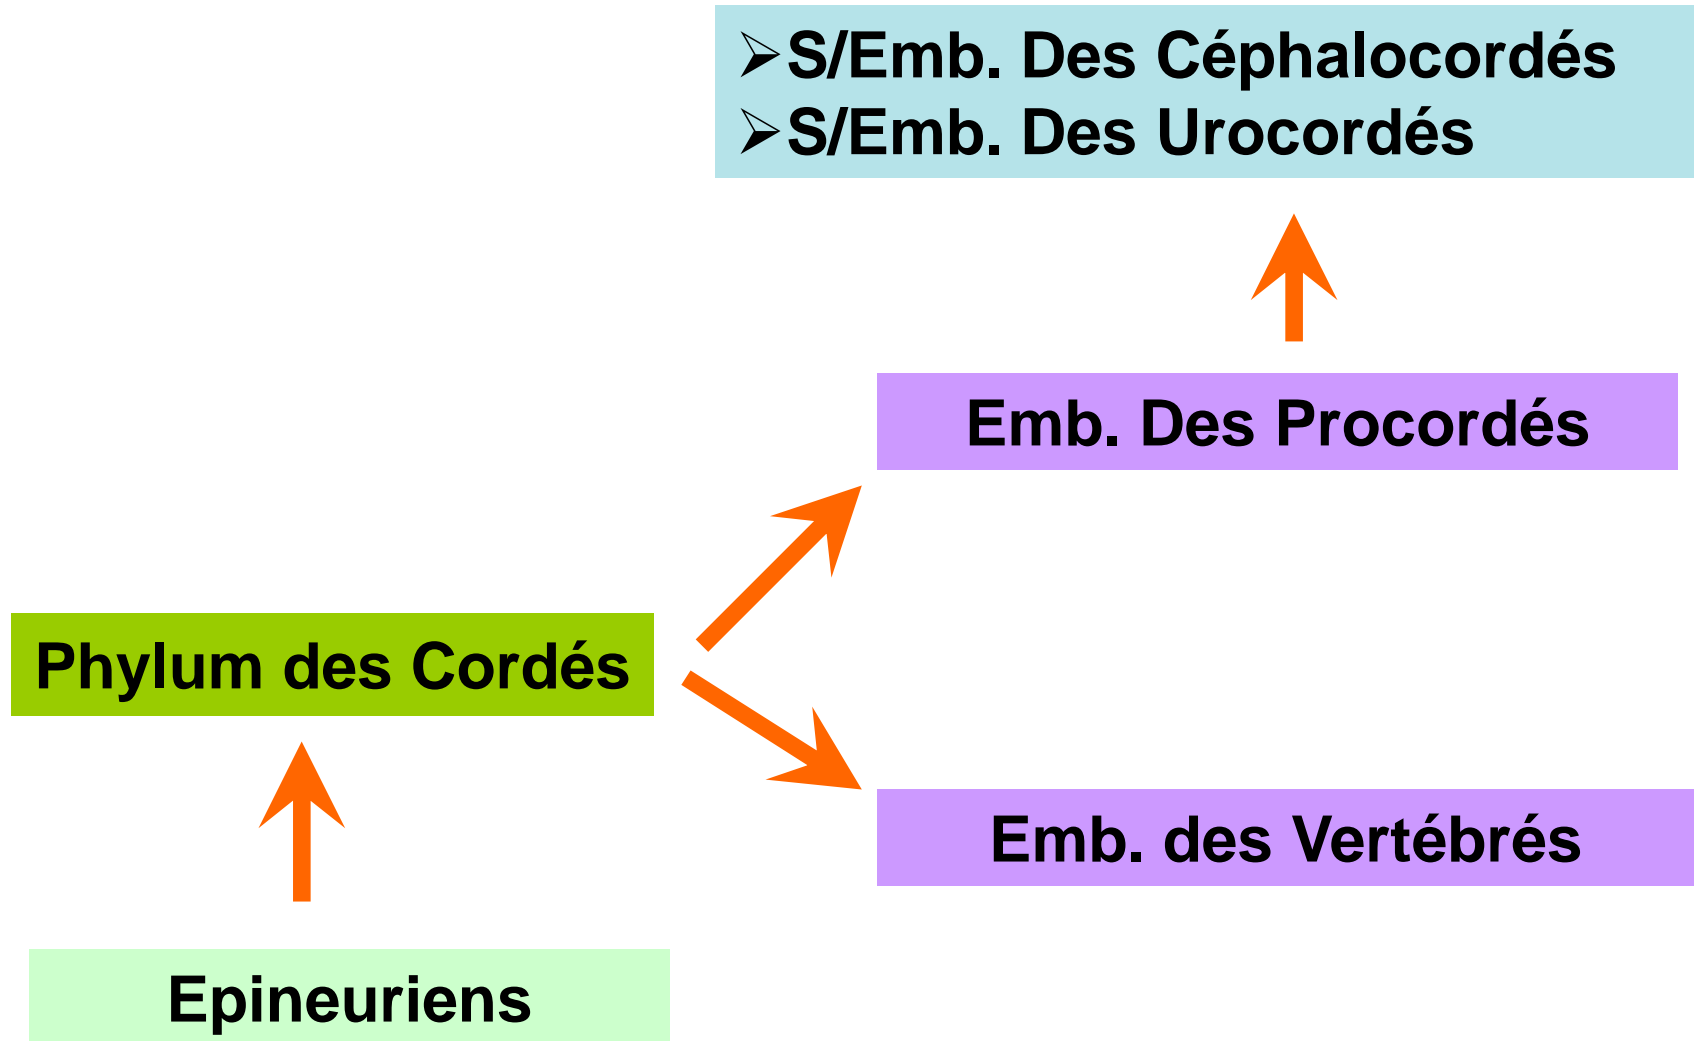 ➢S/Emb. Des Céphalocordés
➢S/Emb. Des Urocordés
Emb. Des Procordés
Phylum des Cordés
Emb. des Vertébrés
Epineuriens